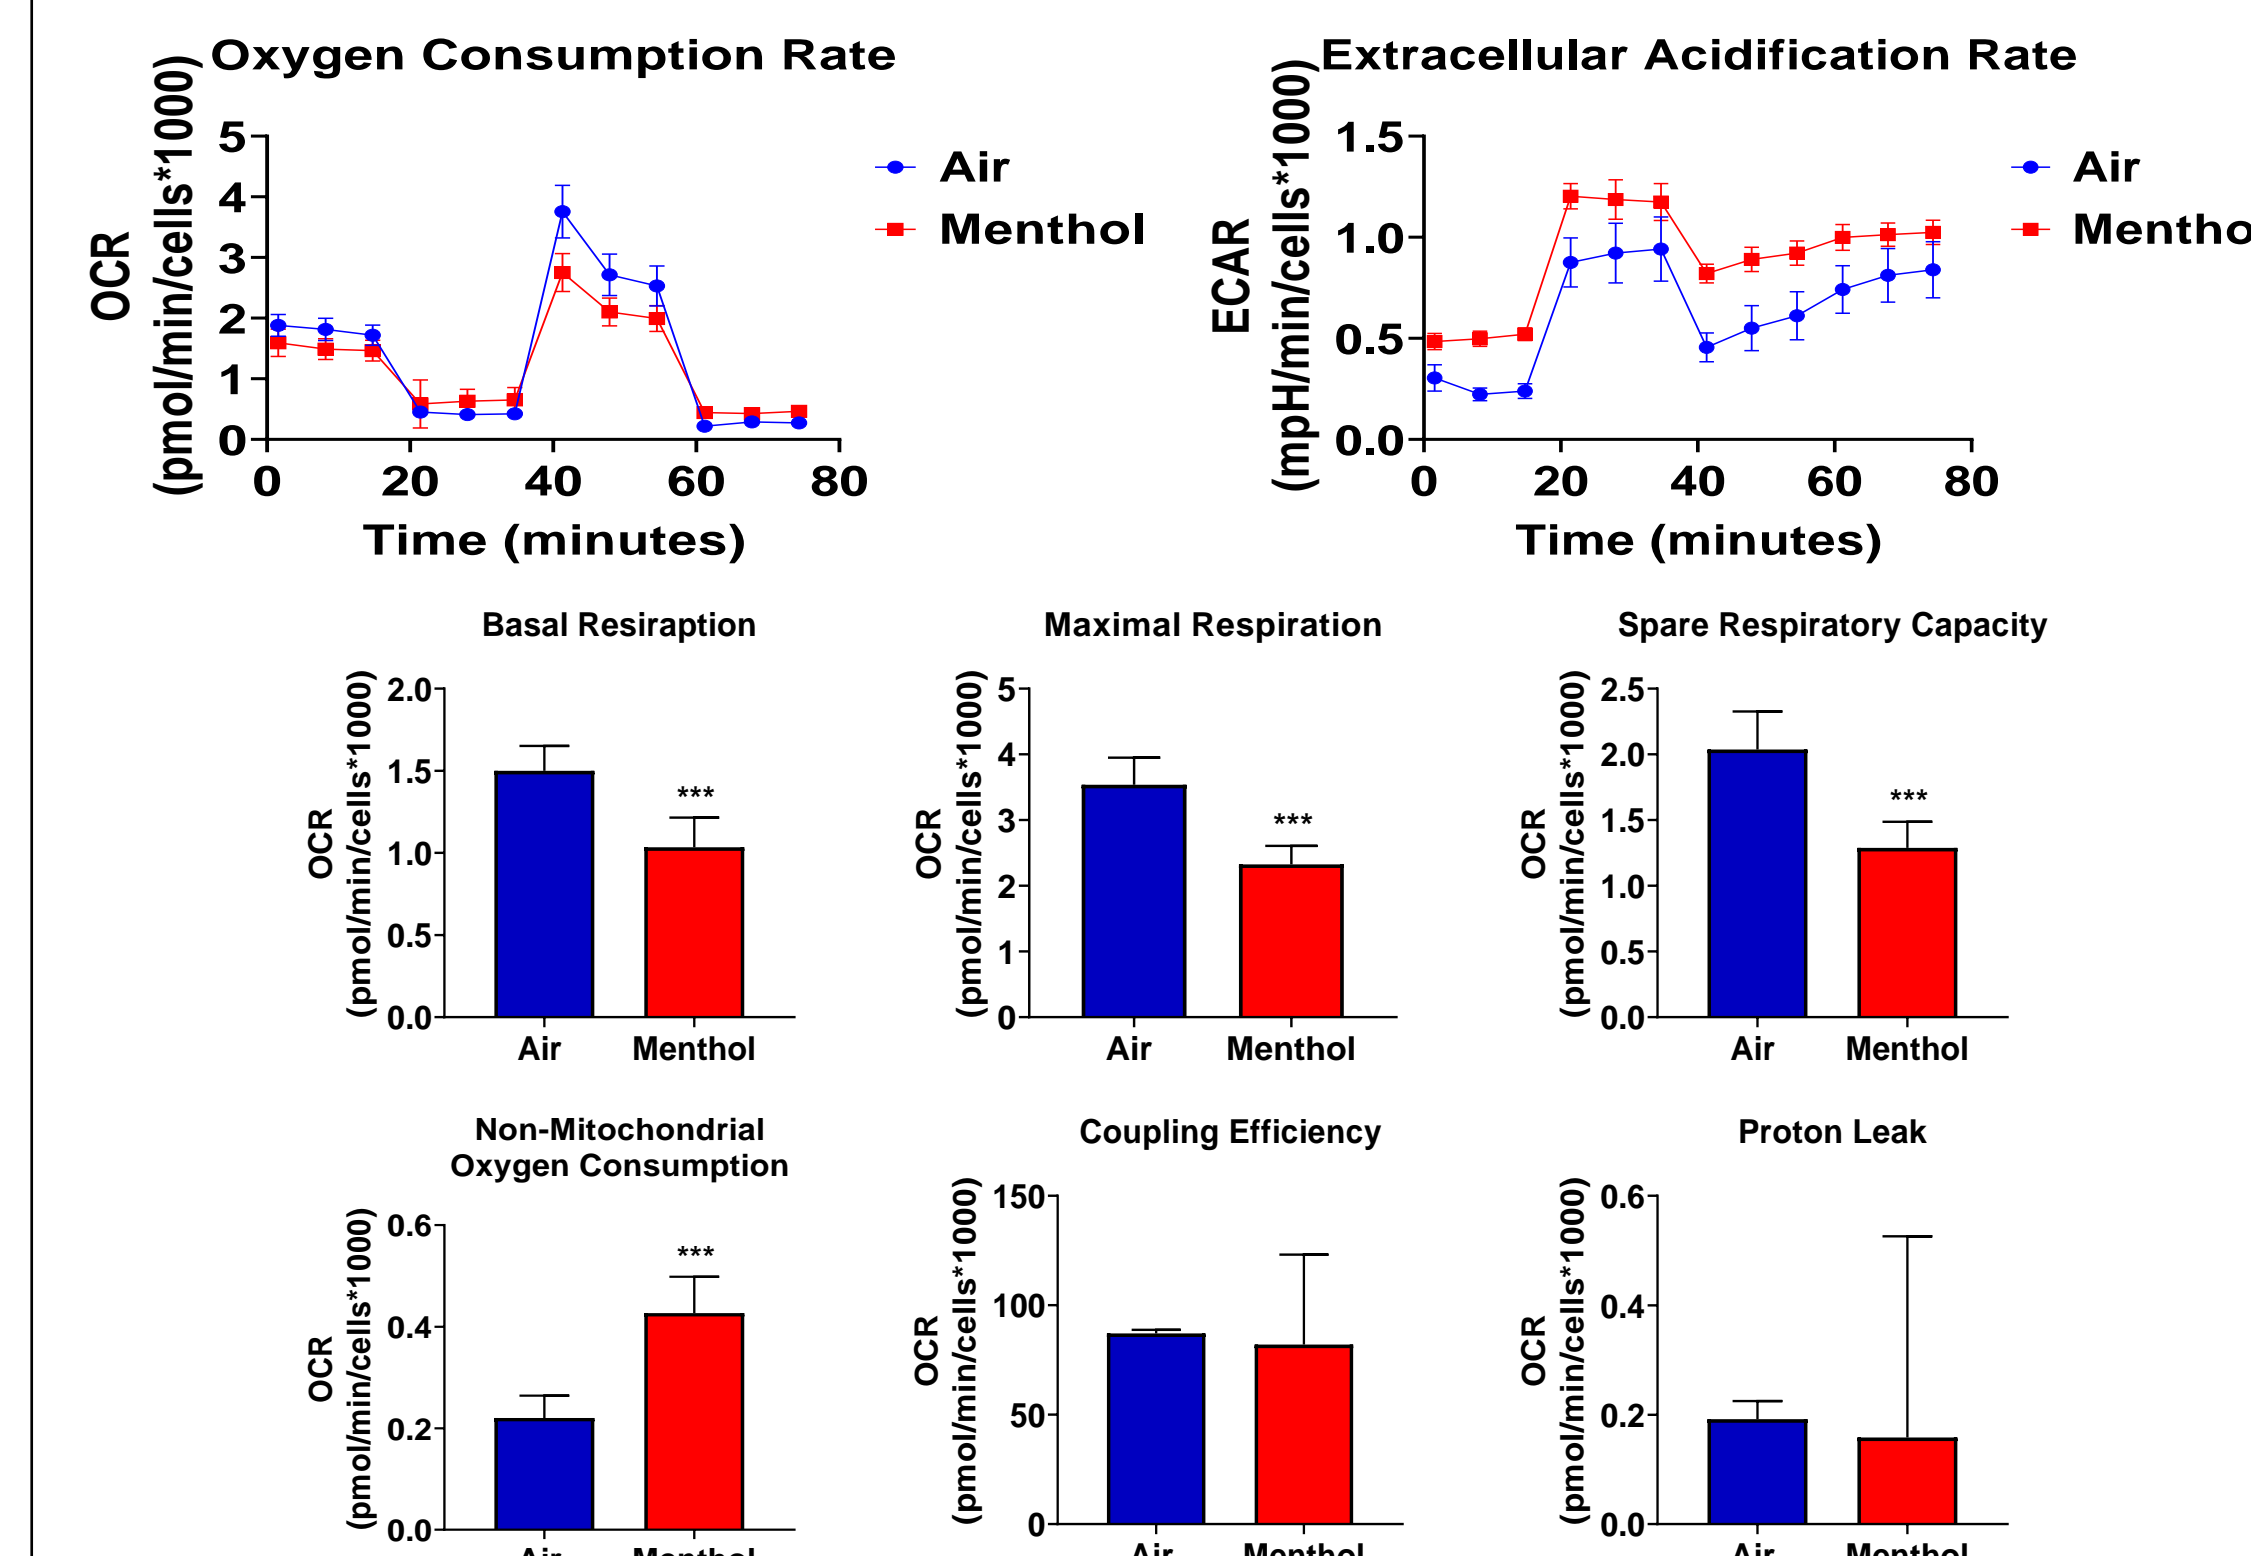 Oxygen Consumption Rate
OCR
(pmol/min/cells*1000)
5
4
3
2
1
0
0 20 40 60 80
Time (minutes)
Air
Menthol
Extracellular Acidification Rate
ECAR
(mpH/min/cells*1000)
1.5
1.0
0.5
0.0
0 20 40 60 80
Time (minutes)
Air
Mentho
Basal Resiraption
OCR
(pmol/min/cells*1000)
2.0
1.5
1.0
0.5
0.0
***
Air Menthol
Maximal Respiration
OCR
(pmol/min/cells*1000)
5
4
3
2
1
0
***
Air Menthol
Spare Respiratory Capacity
OCR
(pmol/min/cells*1000)
2.5
2.0
1.5
1.0
0.5
0.0
***
Air Menthol
Non-Mitochondrial
Oxygen Consumption
OCR
(pmol/min/cells*1000)
0.6
0.4
0.2
0.0
***
Air Menthol
Coupling Efficiency
OCR
(pmol/min/cells*1000)
150
100
50
0
Air Menthol
Proton Leak
OCR
(pmol/min/cells*1000)
0.6
0.4
0.2
0.0
Air Menthol